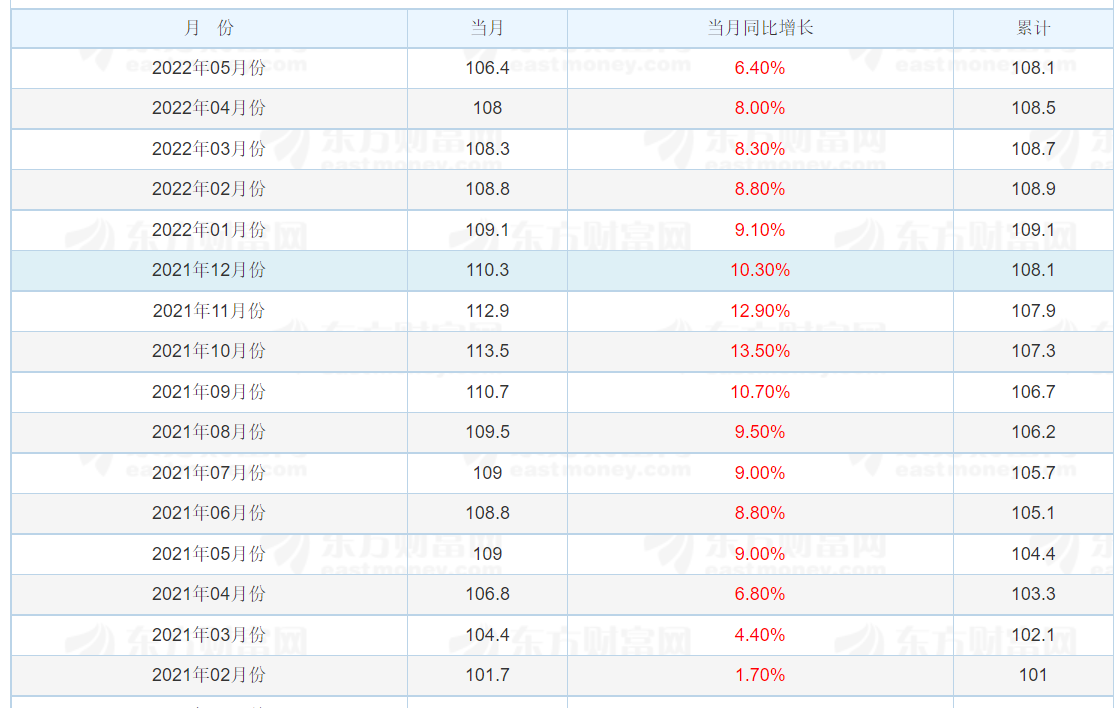 月 份 当月 当月同比增长 累计
2022年05月份 106.4 6.40% 108.1
2022年04月份 108 8.00% 108.5
2022年03月份 108.3 8.30% 108.7
2022年02月份 108.8 8.80% 108.9
2022年01月份 109.1 9.10% 109.1
2021年12月份 110.3 10.30% 108.1
2021年11月份 112.9 12.90% 107.9
2021年10月份 113.5 13.50% 107.3
2021年09月份 110.7 10.70% 106.7
2021年08月份 109.5 9.50% 106.2
2021年07月份 109 9.00% 105.7
2021年06月份 108.8 8.80% 105.1
2021年05月份 109 9.00% 104.4
2021年04月份 106.8 6.80% 103.3
2021年03月份 104.4 4.40% 102.1
2021年02月份 101.7 1.70% 101
东方财富网
eastmoney.com